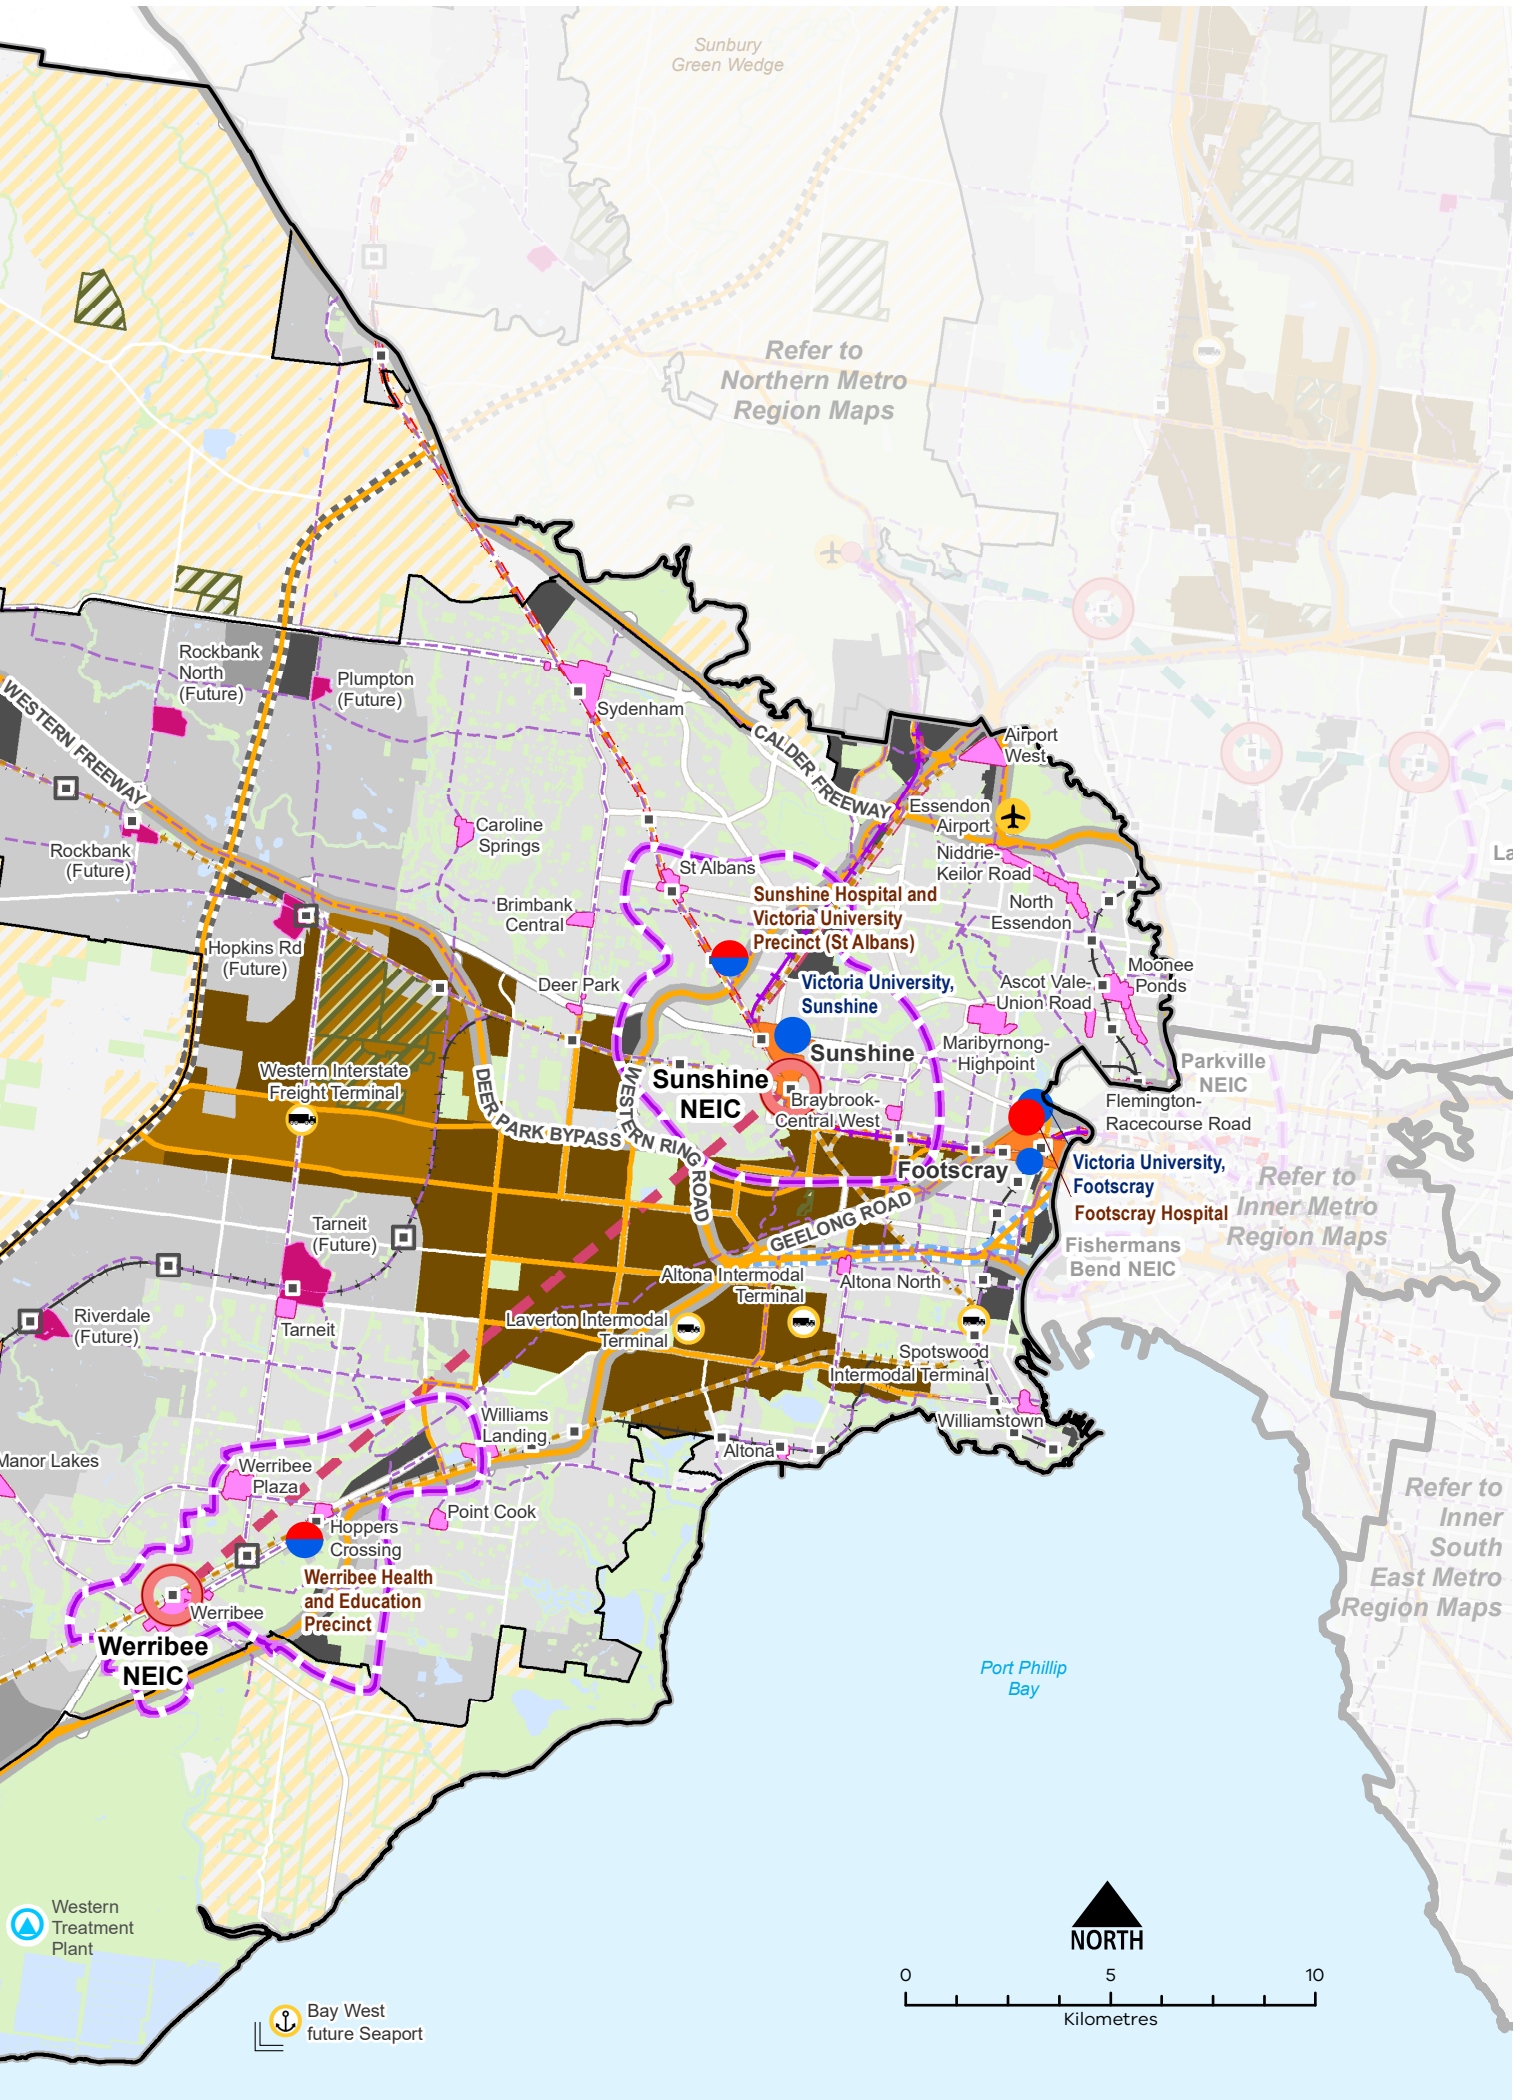 Sunbury
Green Wedge
Refer to
Northern Metro
Region Maps
Rockbank
North
(Future)
Plumpton
(Future)
WESTERN FREEWAY
Sydenham
CALDER FREEWAY
Airport
West
Essendon
Airport
Caroline
Springs
Rockbank
(Future)
Niddrie-
Keilor Road
La
St Albans
Sunshine Hospital and
Victoria University
Precinct (St Albans)
North
Essendon
Brimbank
Central
Hopkins Rd
(Future)
Deer Park
Victoria University,
Sunshine
Ascot Vale-
Union Road
Moonee
Ponds
Maribyrnong-
Highpoint
Sunshine
Sunshine
NEIC
Parkville
NEIC
Western Interstate
Freight Terminal
DEER PARK BYPASS
WESTERN RING ROAD
Braybrook-
Central West
Flemington-
Racecourse Road
Footscray
Victoria University,
Footscray
Footscray Hospital
Refer to
Inner Metro
Region Maps
GEELONG ROAD
Tarneit
(Future)
Fishermans
Bend NEIC
Altona Intermodal
Terminal
Altona North
Riverdale
(Future)
Tarneit
Laverton Intermodal
Terminal
Spotswood
Intermodal Terminal
Williams
Landing
Williamstown
Altona
Manor Lakes
Werribee
Plaza
Point Cook
Hoppers
Crossing
Refer to
Inner
South
East Metro
Region Maps
Werribee Health
and Education
Precinct
Werribee
Werribee
NEIC
Port Phillip
Bay
Western
Treatment
Plant
NORTH
0 5 10
Kilometres
Bay West
future Seaport